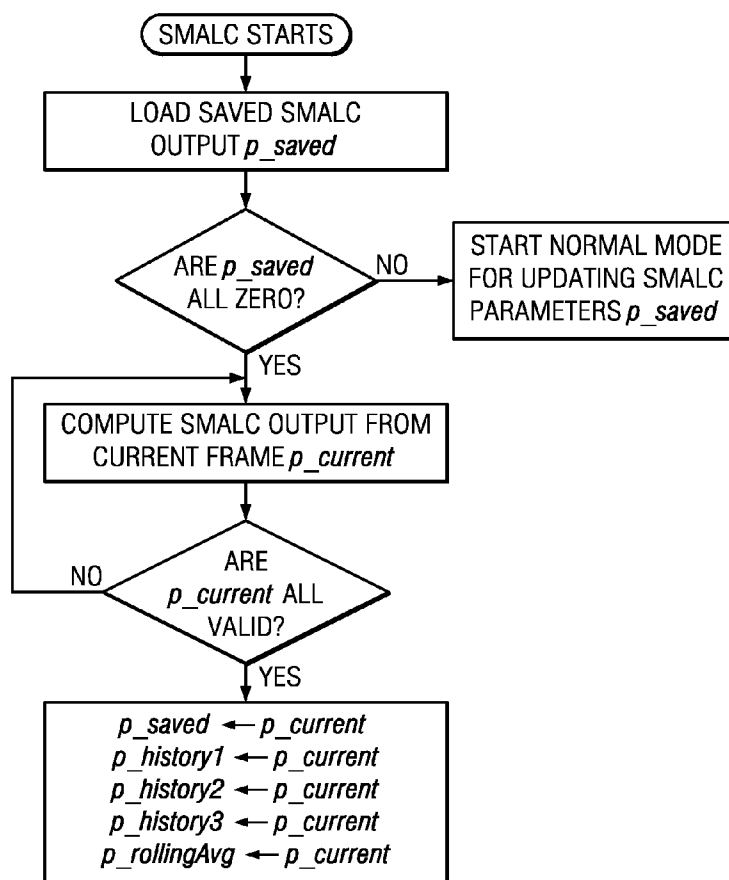 SMALC STARTS
LOAD SAVED SMALC
OUTPUT p_saved
ARE p_saved
ALL ZERO?
NO
START NORMAL MODE
FOR UPDATING SMALC
PARAMETERS p_saved
YES
COMPUTE SMALC OUTPUT FROM
CURRENT FRAME p_current
NO
ARE
p_current ALL
VALID?
YES
p_saved ← p_current
p_history1 ← p_current
p_history2 ← p_current
p_history3 ← p_current
p_rollingAvg ← p_current